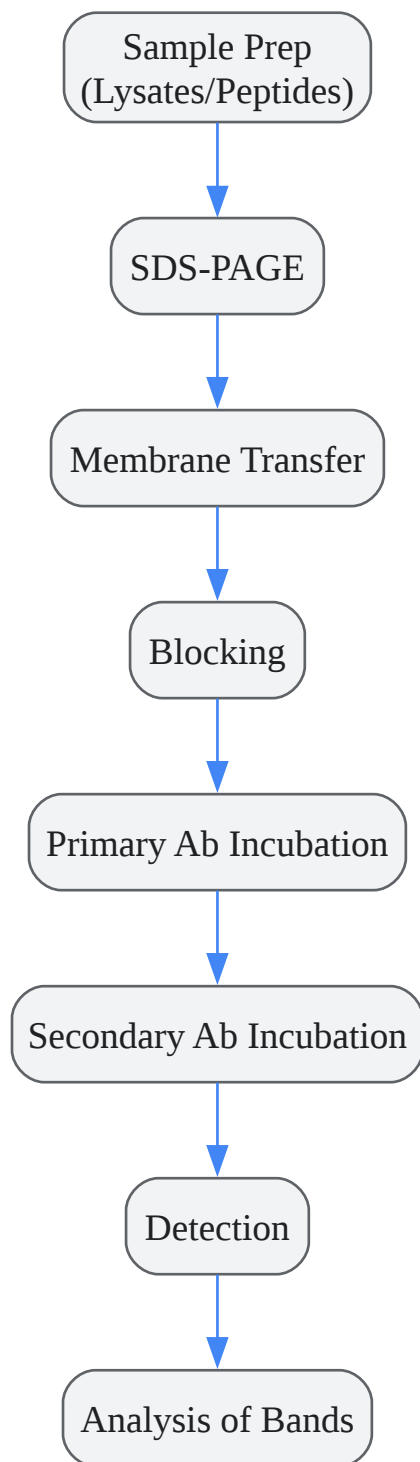 Sample Prep
(Lysates/Peptides)
SDS-PAGE
Membrane Transfer
Blocking
Primary Ab Incubation
Secondary Ab Incubation
Detection
Analysis of Bands